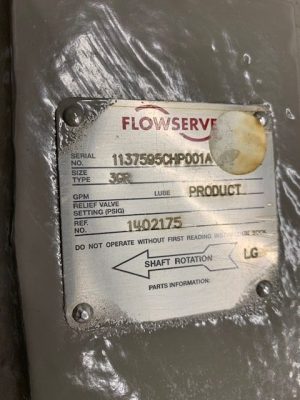 FLOWSERVE
SERIAL NO. 1137595CHP001A
SIZE TYPE 3GR
GPM LUBE PRODUCT
RELIEF VALVE SETTING (PSIG)
REF. NO. 1402175
DO NOT OPERATE WITHOUT FIRST READING INSTRUCTION BOOK
SHAFT ROTATION LG
PARTS INFORMATION: